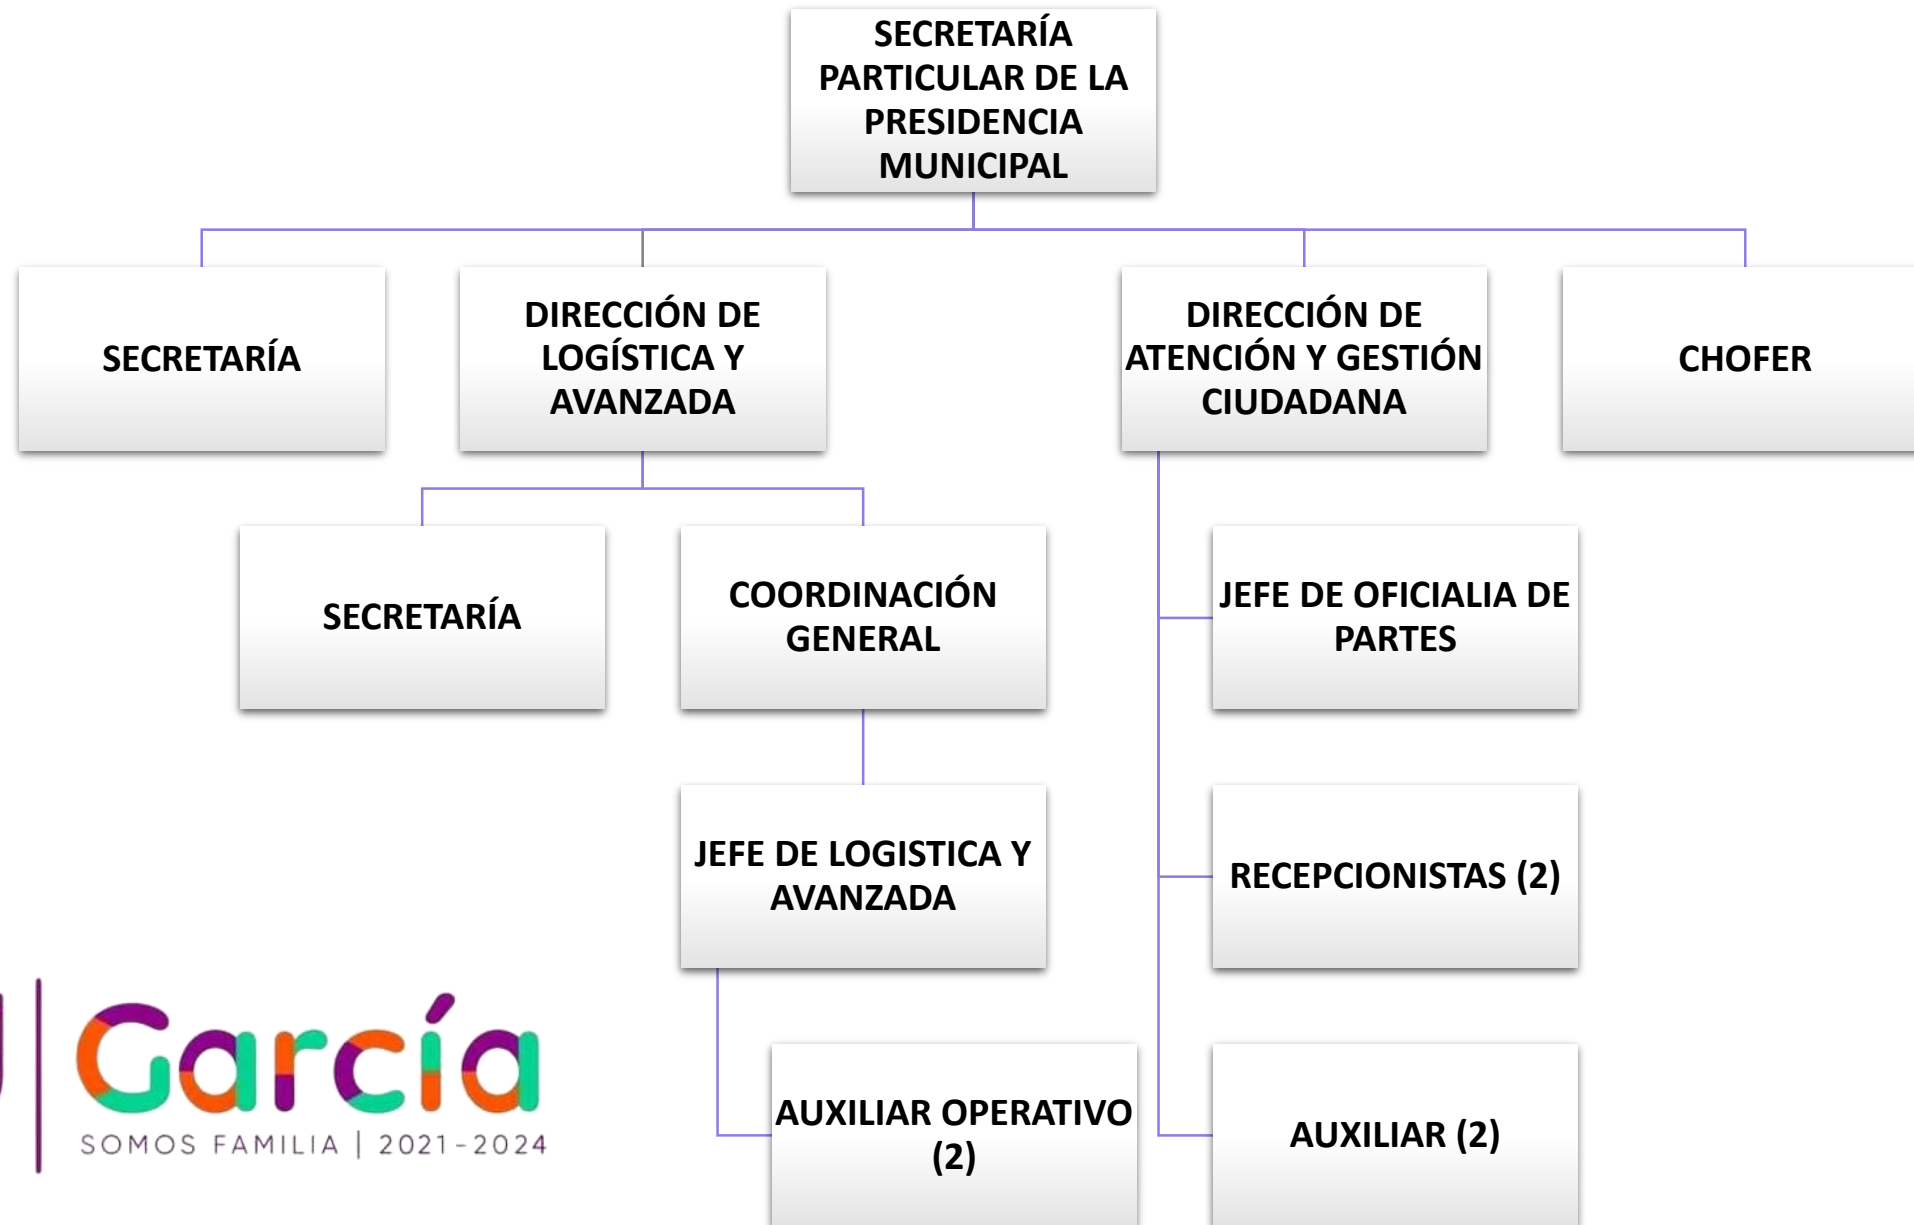 SECRETARÍA
PARTICULAR DE LA
PRESIDENCIA
MUNICIPAL
SECRETARÍA
DIRECCIÓN DE
LOGÍSTICA Y
AVANZADA
DIRECCIÓN DE
ATENCIÓN Y GESTIÓN
CIUDADANA
CHOFER
SECRETARÍA
COORDINACIÓN
GENERAL
JEFE DE OFICIALIA DE
PARTES
JEFE DE LOGISTICA Y
AVANZADA
RECEPCIONISTAS (2)
AUXILIAR OPERATIVO
(2)
AUXILIAR (2)
García
SOMOS FAMILIA | 2021-2024